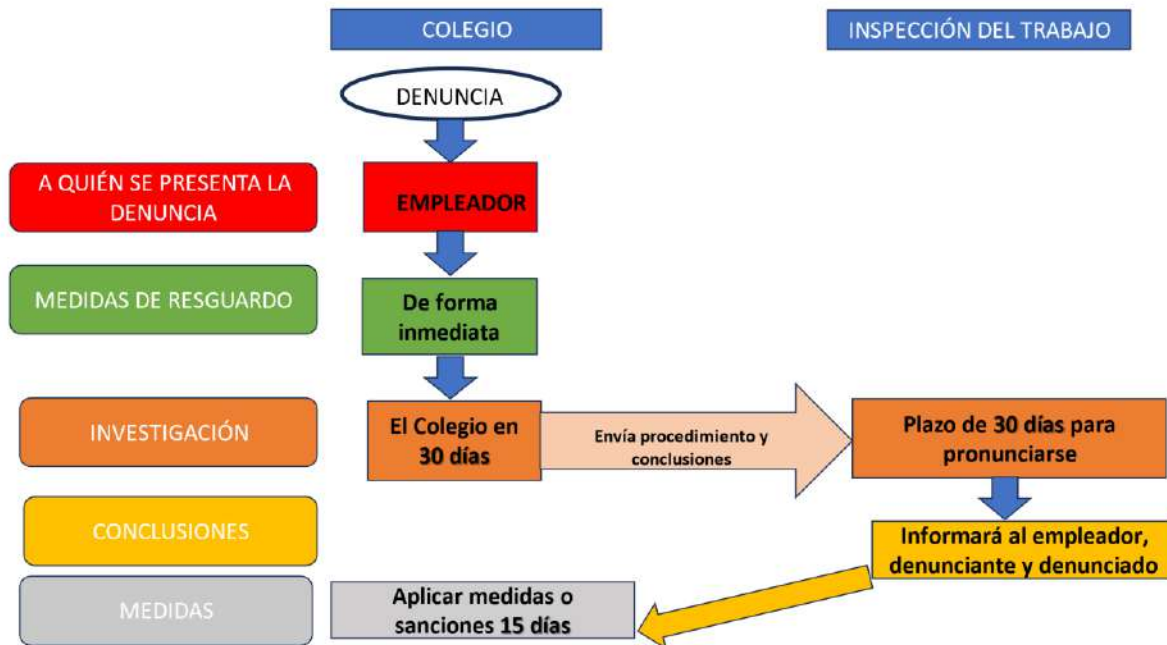 COLEGIO
INSPECCIÓN DEL TRABAJO
DENUNCIA
A QUIÉN SE PRESENTA LA
DENUNCIA
EMPLEADOR
MEDIDAS DE RESGUARDO
De forma
inmediata
INVESTIGACIÓN
El Colegio en
30 días
Envía procedimiento y
conclusiones
Plazo de 30 días para
pronunciarse
CONCLUSIONES
Informará al empleador,
denunciante y denunciado
MEDIDAS
Aplicar medidas o
sanciones 15 días